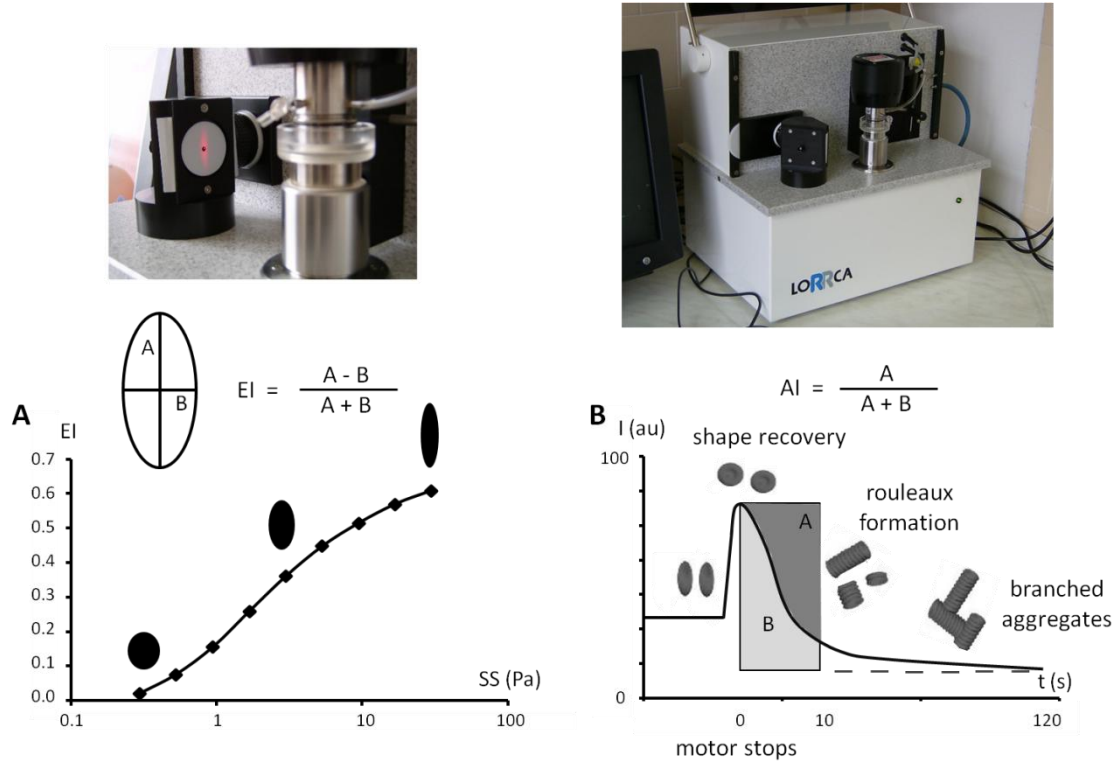 LORRCA
A
B
EI = A - B
A + B
AI = A
A + B
A
EI
0.7
0.6
0.5
0.4
0.3
0.2
0.1
0.0
SS (Pa)
0.1
1
10
100
B
I (au)
shape recovery
100
A
rouleaux
formation
B
branched
aggregates
t (s)
0
0
10
120
motor stops